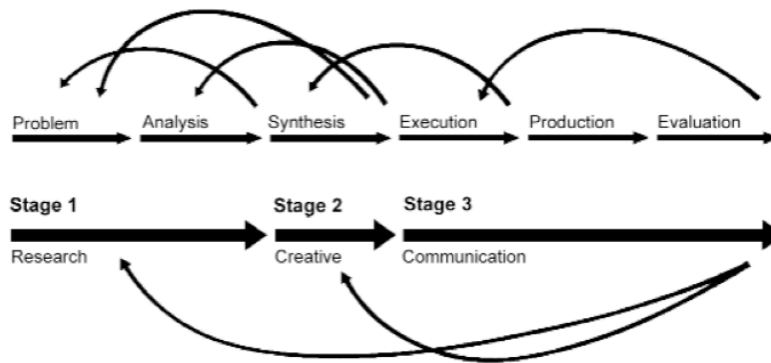 Problem Analysis Synthesis Execution Production Evaluation
Stage 1 Stage 2 Stage 3
Research Creative Communication